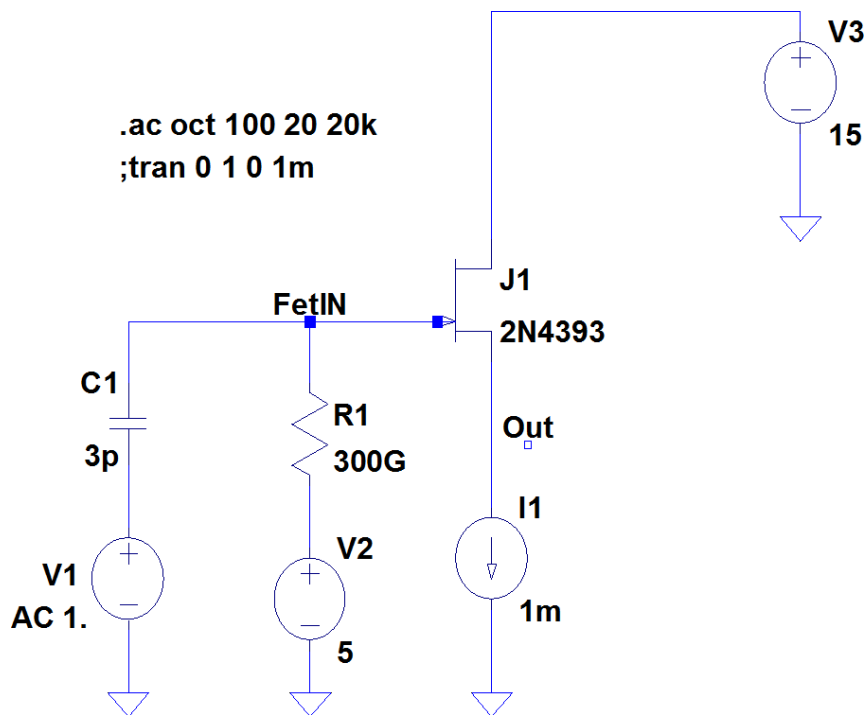 V3
15
.ac oct 100 20 20k
;tran 0 1 0 1m
J1
2N4393
FetIN
C1
3p
R1
300G
Out
I1
1m
V1
AC 1.
V2
5